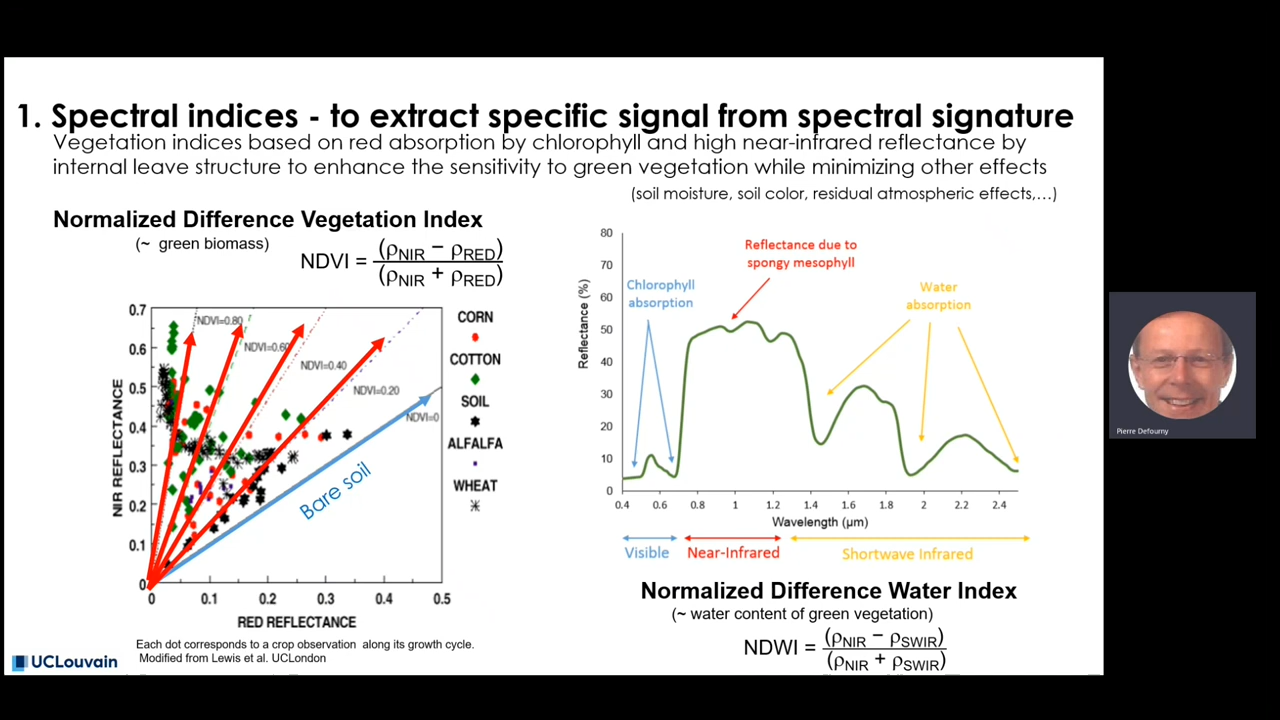 1. Spectral indices - to extract specific signal from spectral signature
Vegetation indices based on red absorption by chlorophyll and high near-infrared reflectance by
internal leave structure to enhance the sensitivity to green vegetation while minimizing other effects
(soil moisture, soil color, residual atmospheric effects,…)
Normalized Difference Vegetation Index
(~ green biomass)
NDVI = (ρNIR − ρRED) / (ρNIR + ρRED)
0.7
0.6
0.5
0.4
0.3
0.2
0.1
0
NIR REFLECTANCE
NDVI=0.80
NDVI=0.60
NDVI=0.40
NDVI=0.20
NDVI=0
Bare soil
0
0.1
0.2
0.3
0.4
0.5
RED REFLECTANCE
CORN
COTTON
SOIL
ALFALFA
WHEAT
Each dot corresponds to a crop observation along its growth cycle.
Modified from Lewis et al. UCLondon
UCLouvain
80
70
60
50
40
30
20
10
0
Reflectance (%)
Chlorophyll
absorption
Reflectance due to
spongy mesophyll
Water
absorption
0.4
0.6
0.8
1
1.2
1.4
1.6
1.8
2
2.2
2.4
Wavelength (µm)
Visible
Near-Infrared
Shortwave Infrared
Normalized Difference Water Index
(~ water content of green vegetation)
NDWI = (ρNIR − ρSWIR) / (ρNIR + ρSWIR)
Pierre Defourny